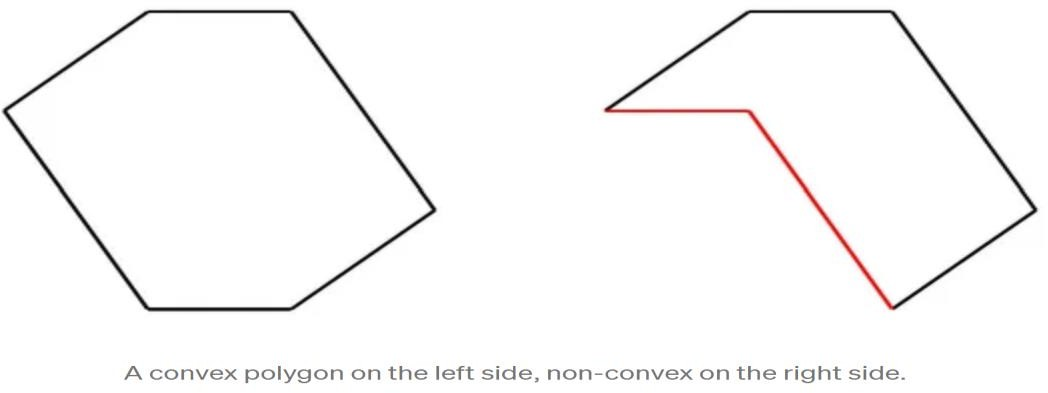 A convex polygon on the left side, non-convex on the right side.